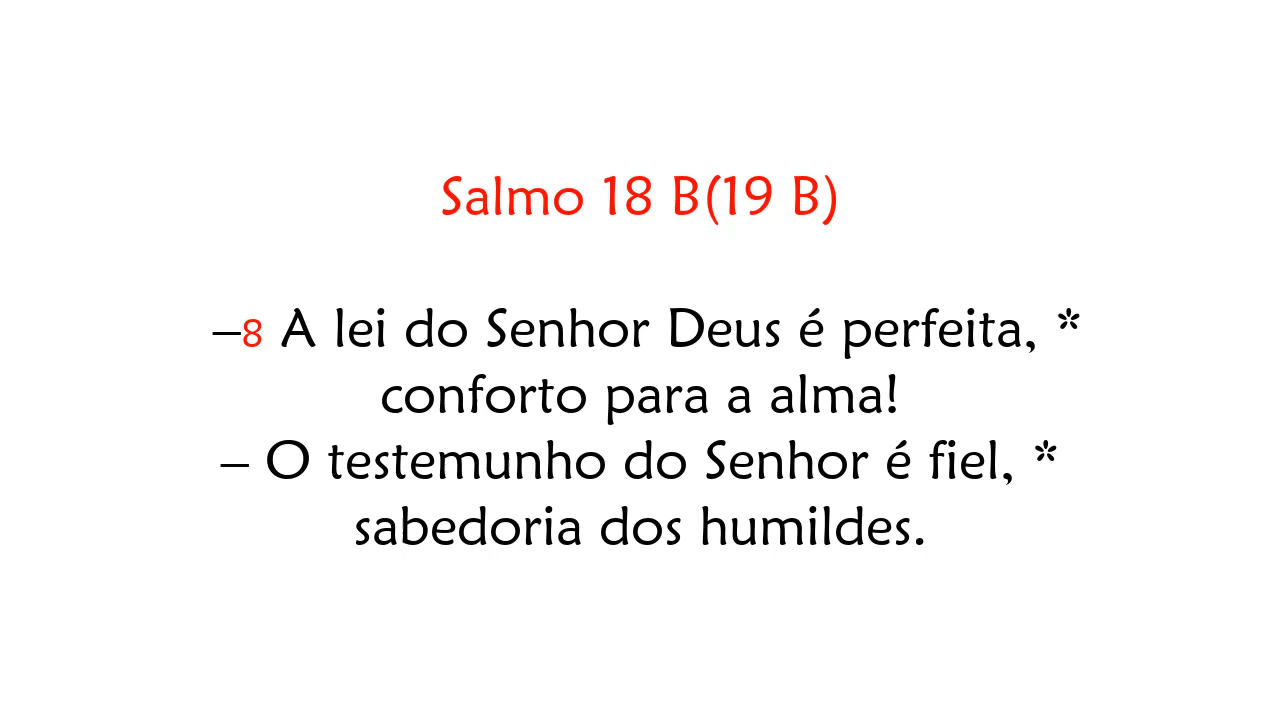 Salmo 18 B(19 B)
–8 A lei do Senhor Deus é perfeita, *
conforto para a alma!
– O testemunho do Senhor é fiel, *
sabedoria dos humildes.